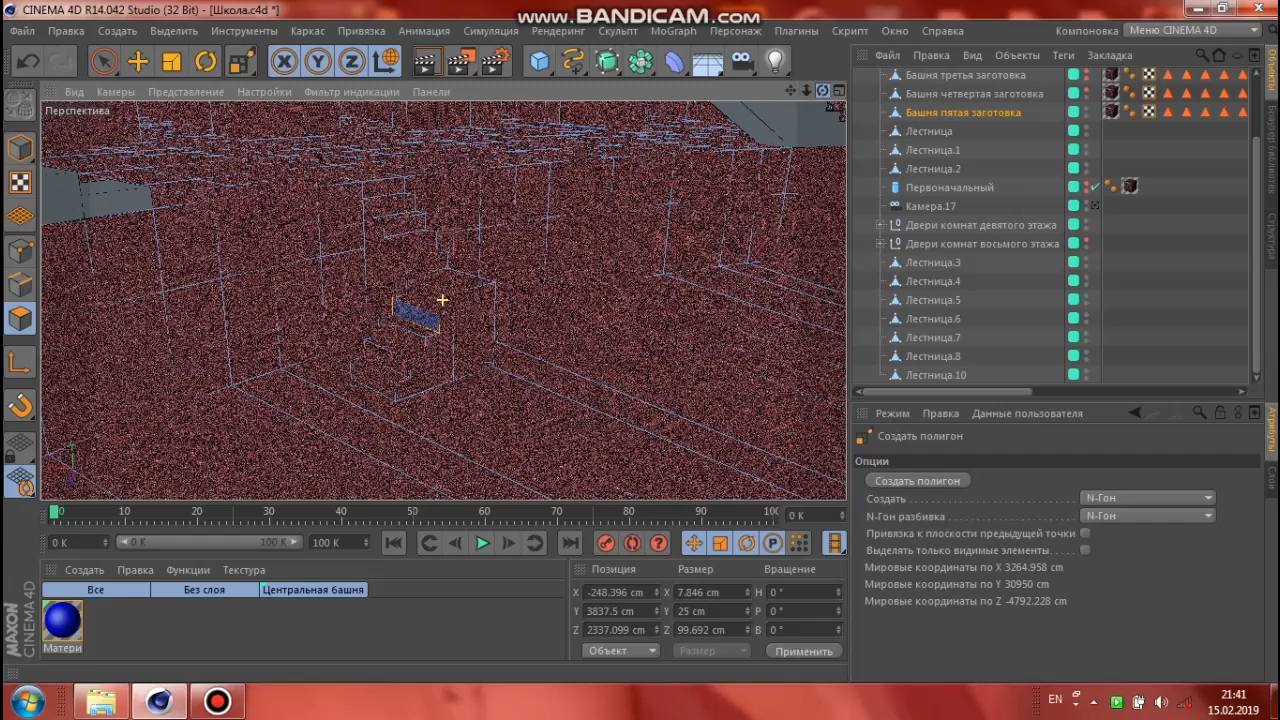 CINEMA 4D R14.042 Studio (32 Bit) - [Школа.c4d *]
www.BANDICAM.com
Файл Правка Создать Выделить Инструменты Каркас Привязка Анимация Симуляция Рендеринг Скульпт MoGraph Персонаж Плагины Скрипт Окно Справка Компоновка Меню CINEMA 4D
Файл Правка Вид Объекты Теги Закладка
Вид Камеры Представление Настройки Фильтр индикации Панели
Перспектива
Башня третья заготовка
Башня четвертая заготовка
Башня пятая заготовка
Лестница
Лестница.1
Лестница.2
Первоначальный
Камера.17
Двери комнат девятого этажа
Двери комнат восьмого этажа
Лестница.3
Лестница.4
Лестница.5
Лестница.6
Лестница.7
Лестница.8
Лестница.10
Объекты
Браузер библиотек
Структура
Режим Правка Данные пользователя
Создать полигон
Опции
Создать полигон
Создать N-Гон
N-Гон разбивка N-Гон
Привязка к плоскости предыдущей точки
Выделять только видимые элементы
Мировые координаты по X 3264.958 cm
Мировые координаты по Y 30950 cm
Мировые координаты по Z -4792.228 cm
Атрибуты
Слои
0 10 20 30 40 50 60 70 80 90 100 0 K
0 K 0 K 100 K 100 K
Создать Правка Функции Текстура
Все Без слоя Центральная башня
Матери
MAXON CINEMA 4D
Позиция Размер Вращение
X -248.396 cm X 7.846 cm H 0 °
Y 3837.5 cm Y 25 cm P 0 °
Z 2337.099 cm Z 99.692 cm B 0 °
Объект Размер Применить
EN
21:41
15.02.2019